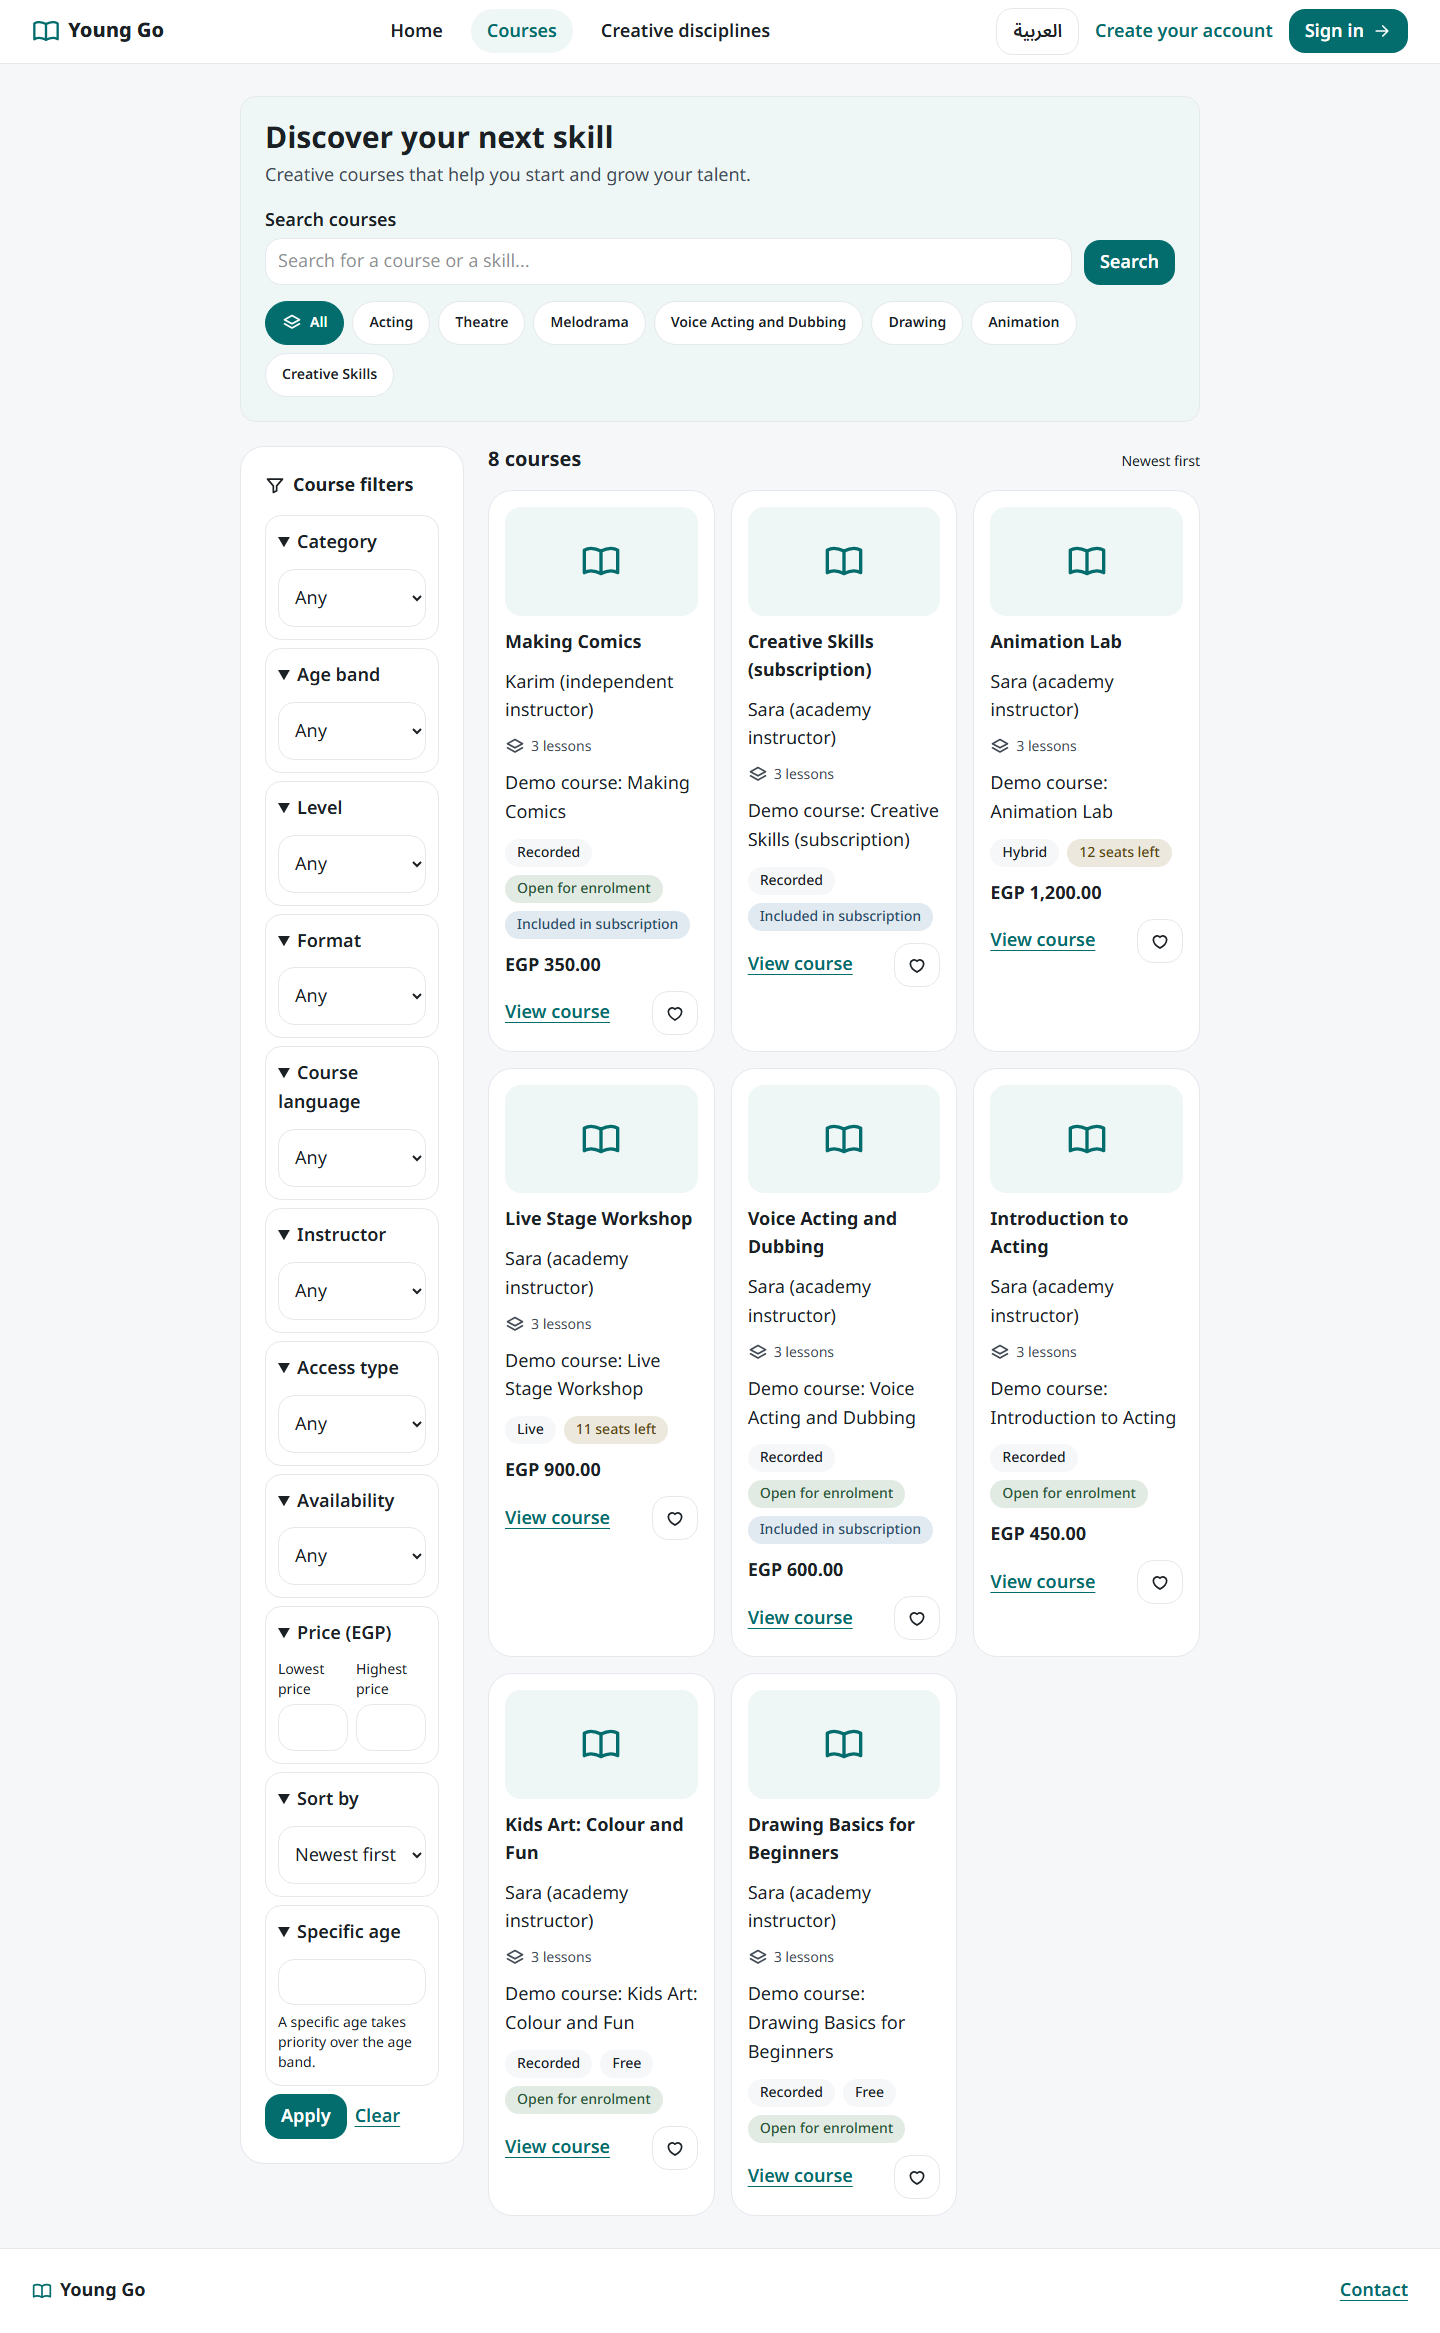 Young Go
Home
Courses
Creative disciplines
العربية
Create your account
Sign in
Discover your next skill
Creative courses that help you start and grow your talent.
Search courses
Search for a course or a skill...
Search
All
Acting
Theatre
Melodrama
Voice Acting and Dubbing
Drawing
Animation
Creative Skills
Course filters
Category
Any
Age band
Any
Level
Any
Format
Any
Course
language
Any
Instructor
Any
Access type
Any
Availability
Any
Price (EGP)
Lowest
price
Highest
price
Sort by
Newest first
Specific age
A specific age takes
priority over the age
band.
Apply
Clear
8 courses
Newest first
Making Comics
Karim (independent
instructor)
3 lessons
Demo course: Making
Comics
Recorded
Open for enrolment
Included in subscription
EGP 350.00
View course
Creative Skills
(subscription)
Sara (academy
instructor)
3 lessons
Demo course: Creative
Skills (subscription)
Recorded
Included in subscription
View course
Animation Lab
Sara (academy
instructor)
3 lessons
Demo course:
Animation Lab
Hybrid
12 seats left
EGP 1,200.00
View course
Live Stage Workshop
Sara (academy
instructor)
3 lessons
Demo course: Live
Stage Workshop
Live
11 seats left
EGP 900.00
View course
Voice Acting and
Dubbing
Sara (academy
instructor)
3 lessons
Demo course: Voice
Acting and Dubbing
Recorded
Open for enrolment
Included in subscription
EGP 600.00
View course
Introduction to
Acting
Sara (academy
instructor)
3 lessons
Demo course:
Introduction to Acting
Recorded
Open for enrolment
EGP 450.00
View course
Kids Art: Colour and
Fun
Sara (academy
instructor)
3 lessons
Demo course: Kids Art:
Colour and Fun
Recorded
Free
Open for enrolment
View course
Drawing Basics for
Beginners
Sara (academy
instructor)
3 lessons
Demo course:
Drawing Basics for
Beginners
Recorded
Free
Open for enrolment
View course
Young Go
Contact